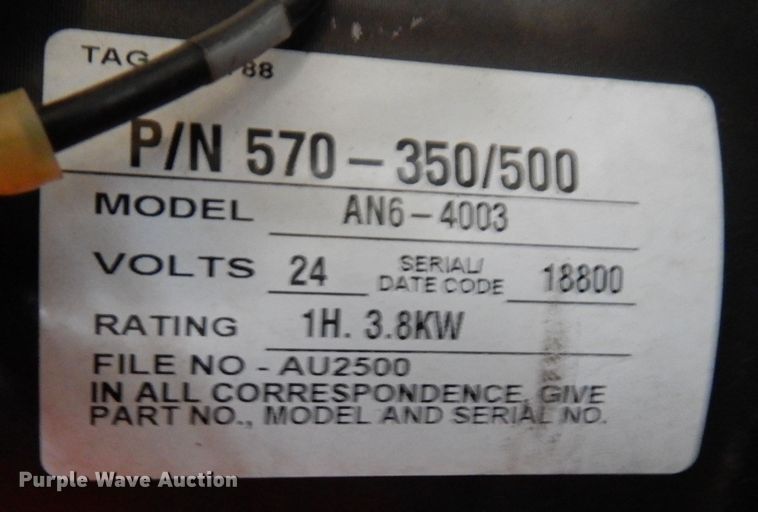 TAG 88
P/N 570-350/500
MODEL AN6-4003
VOLTS 24 SERIAL/ DATE CODE 18800
RATING 1H. 3.8KW
FILE NO - AU2500
IN ALL CORRESPONDENCE, GIVE
PART NO., MODEL AND SERIAL NO.
Purple Wave Auction